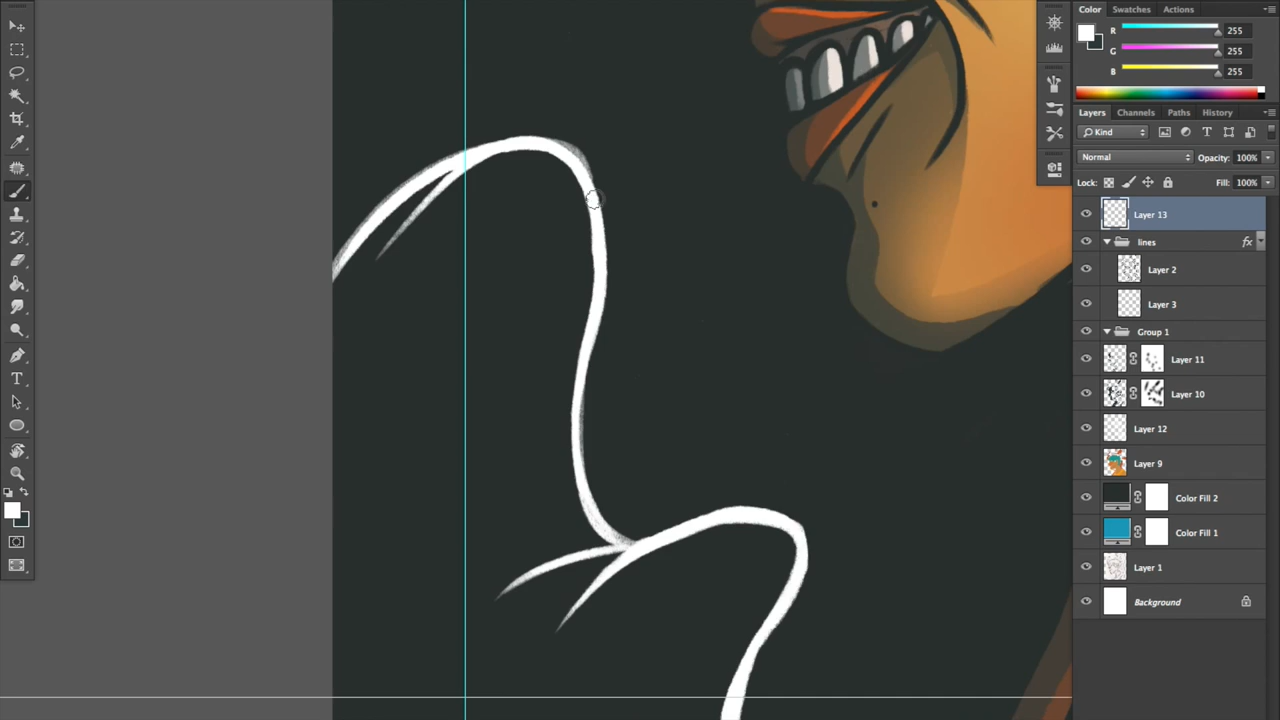 Color Swatches Actions
R 255
G 255
B 255
Layers Channels Paths History
Kind
Normal Opacity: 100%
Lock: Fill: 100%
Layer 13
lines fx
Layer 2
Layer 3
Group 1
Layer 11
Layer 10
Layer 12
Layer 9
Color Fill 2
Color Fill 1
Layer 1
Background